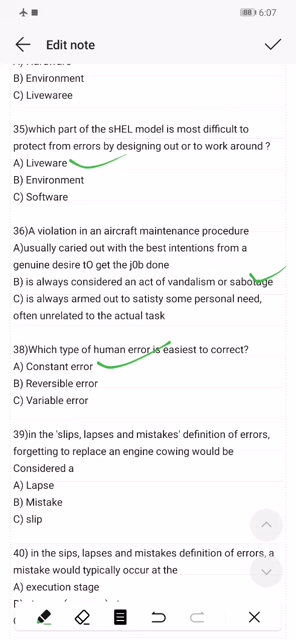 88 6:07
Edit note
B) Environment
C) Livewaree
35)which part of the sHEL model is most difficult to
protect from errors by designing out or to work around ?
A) Liveware
B) Environment
C) Software
36)A violation in an aircraft maintenance procedure
A)usually caried out with the best intentions from a
genuine desire tO get the j0b done
B) is always considered an act of vandalism or sabotage
C) is always armed out to satisty some personal need,
often unrelated to the actual task
38)Which type of human error is easiest to correct?
A) Constant error
B) Reversible error
C) Variable error
39)in the 'slips, lapses and mistakes' definition of errors,
forgetting to replace an engine cowing would be
Considered a
A) Lapse
B) Mistake
C) slip
40) in the sips, lapses and mistakes definition of errors, a
mistake would typically occur at the
A) execution stage